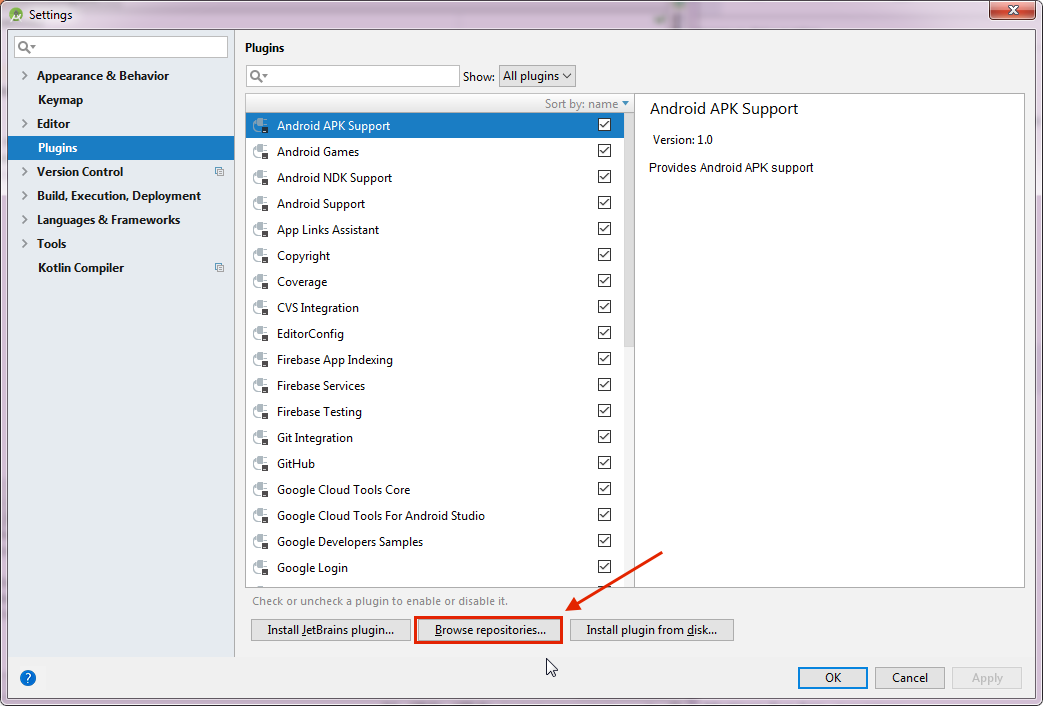 Settings
Plugins
Appearance & Behavior
Keymap
Editor
Plugins
Version Control
Build, Execution, Deployment
Languages & Frameworks
Tools
Kotlin Compiler
Show: All plugins
Sort by: name
Android APK Support
Android Games
Android NDK Support
Android Support
App Links Assistant
Copyright
Coverage
CVS Integration
EditorConfig
Firebase App Indexing
Firebase Services
Firebase Testing
Git Integration
GitHub
Google Cloud Tools Core
Google Cloud Tools For Android Studio
Google Developers Samples
Google Login
Android APK Support
Version: 1.0
Provides Android APK support
Check or uncheck a plugin to enable or disable it.
Install JetBrains plugin... Browse repositories... Install plugin from disk...
? OK Cancel Apply